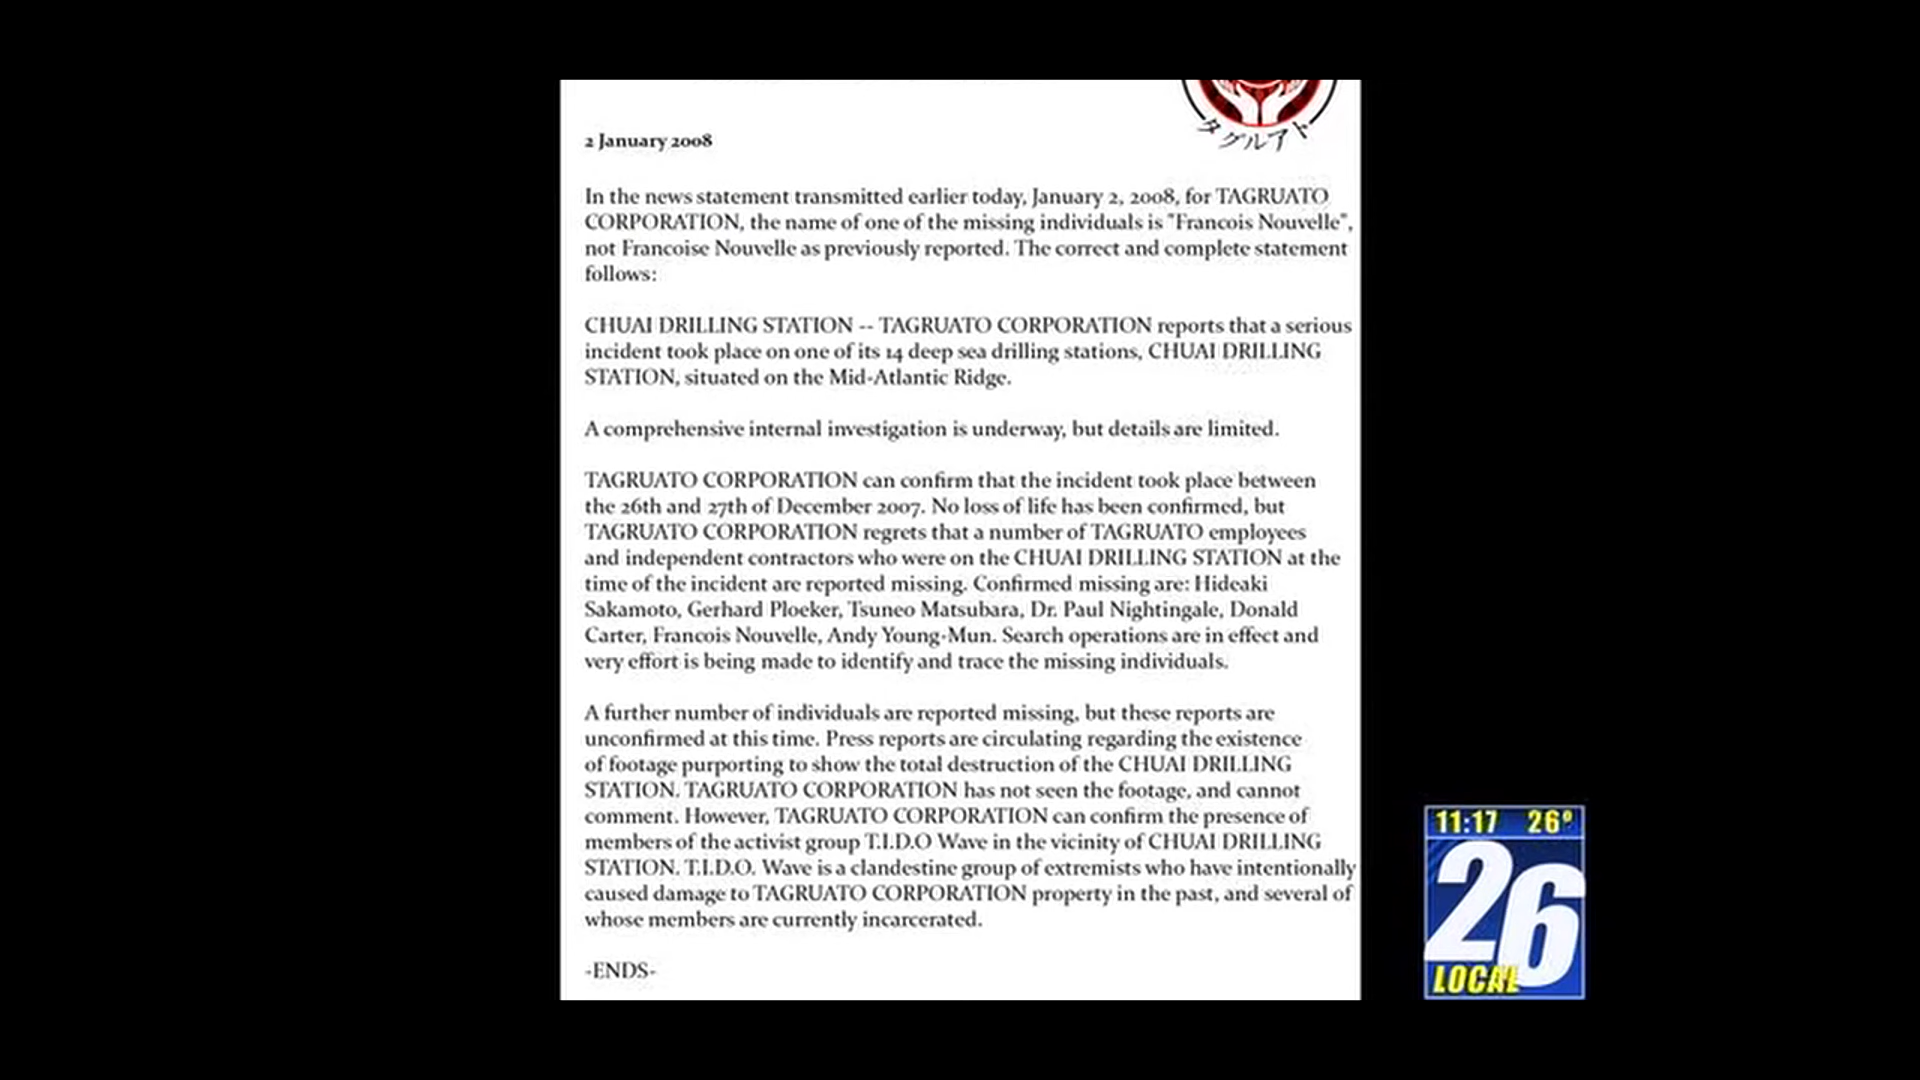 タグルアト
2 January 2008
In the news statement transmitted earlier today, January 2, 2008, for TAGRUATO
CORPORATION, the name of one of the missing individuals is "Francois Nouvelle",
not Francoise Nouvelle as previously reported. The correct and complete statement
follows:
CHUAI DRILLING STATION -- TAGRUATO CORPORATION reports that a serious
incident took place on one of its 14 deep sea drilling stations, CHUAI DRILLING
STATION, situated on the Mid-Atlantic Ridge.
A comprehensive internal investigation is underway, but details are limited.
TAGRUATO CORPORATION can confirm that the incident took place between
the 26th and 27th of December 2007. No loss of life has been confirmed, but
TAGRUATO CORPORATION regrets that a number of TAGRUATO employees
and independent contractors who were on the CHUAI DRILLING STATION at the
time of the incident are reported missing. Confirmed missing are: Hideaki
Sakamoto, Gerhard Ploeker, Tsuneo Matsubara, Dr. Paul Nightingale, Donald
Carter, Francois Nouvelle, Andy Young-Mun. Search operations are in effect and
very effort is being made to identify and trace the missing individuals.
A further number of individuals are reported missing, but these reports are
unconfirmed at this time. Press reports are circulating regarding the existence
of footage purporting to show the total destruction of the CHUAI DRILLING
STATION. TAGRUATO CORPORATION has not seen the footage, and cannot
comment. However, TAGRUATO CORPORATION can confirm the presence of
members of the activist group T.I.D.O Wave in the vicinity of CHUAI DRILLING
STATION. T.I.D.O. Wave is a clandestine group of extremists who have intentionally
caused damage to TAGRUATO CORPORATION property in the past, and several of
whose members are currently incarcerated.
-ENDS-
11:17 26°
26
LOCAL